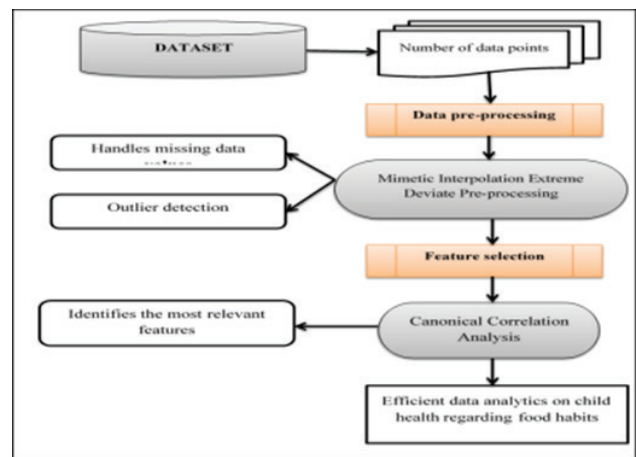 DATASET
Number of data points
Data pre-processing
Handles missing data
Mimetic Interpolation Extreme
Deviate Pre-processing
Outlier detection
Feature selection
Identifies the most relevant
features
Canonical Correlation
Analysis
Efficient data analytics on child
health regarding food habits